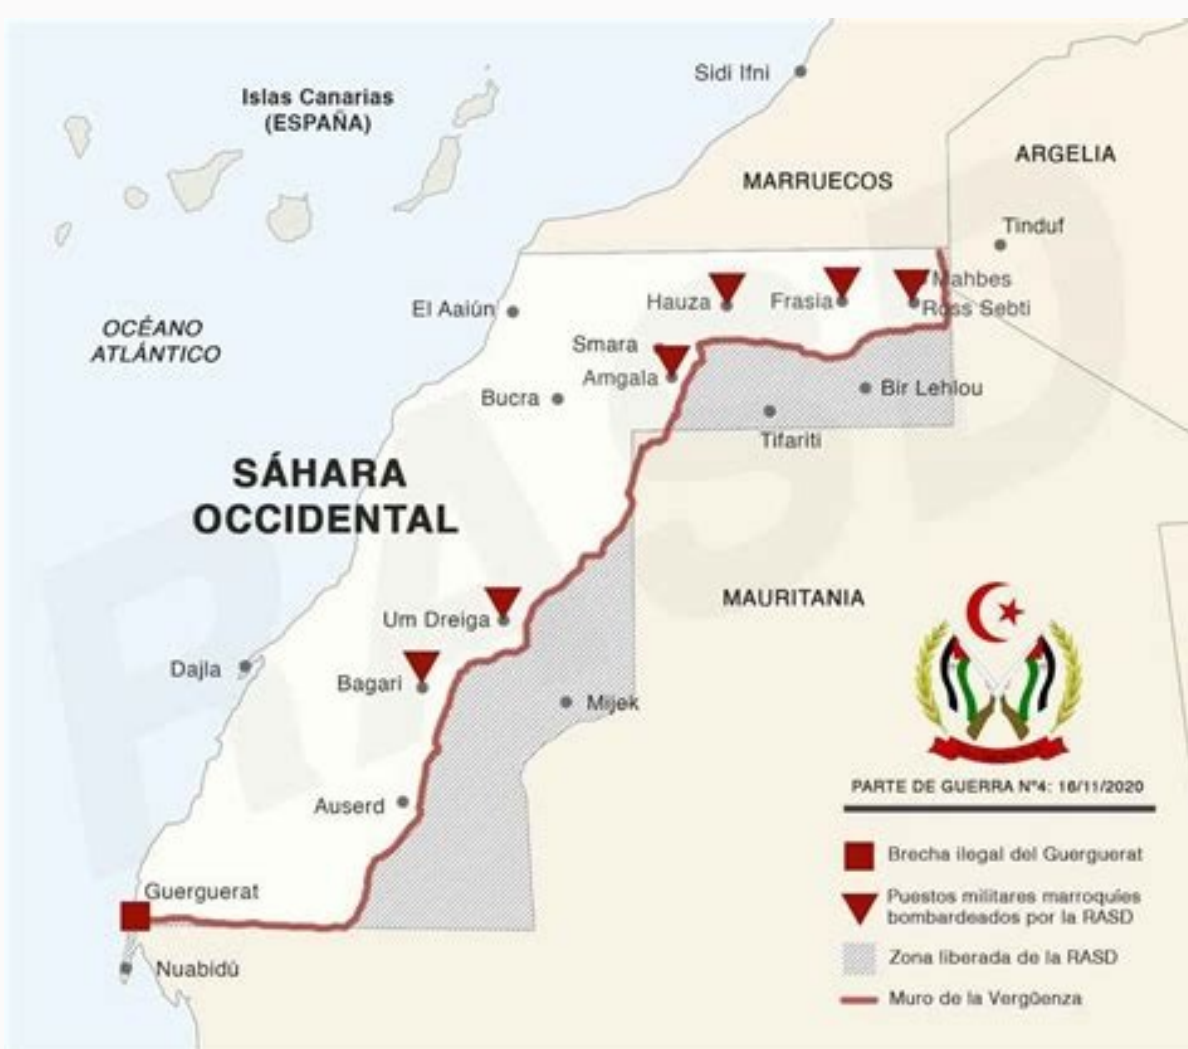 Sidi Ifni
Islas Canarias
(ESPAÑA)
ARGELIA
MARRUECOS
Tinduf
Mahbes
Hauza
Frasia
Ross Sebti
El Aaiún
OCÉANO
ATLÁNTICO
Smara
Amgala
Bucra
Bir Lehlou
Tifariti
SÁHARA
OCCIDENTAL
MAURITANIA
Um Dreiga
Dajla
Bagari
Mijek
Auserd
Guerguerat
Nuabidú
PARTE DE GUERRA Nº4: 16/11/2020
Brecha ilegal del Guerguerat
Puestos militares marroquíes
bombardeados por la RASD
Zona liberada de la RASD
Muro de la Vergüenza
RASD